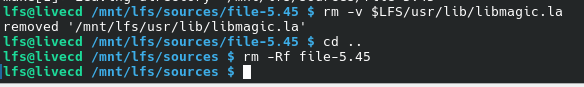 lfs@livecd /mnt/lfs/sources/file-5.45 $ rm -v $LFS/usr/lib/libmagic.la
removed '/mnt/lfs/usr/lib/libmagic.la'
lfs@livecd /mnt/lfs/sources/file-5.45 $ cd ..
lfs@livecd /mnt/lfs/sources $ rm -Rf file-5.45
lfs@livecd /mnt/lfs/sources $